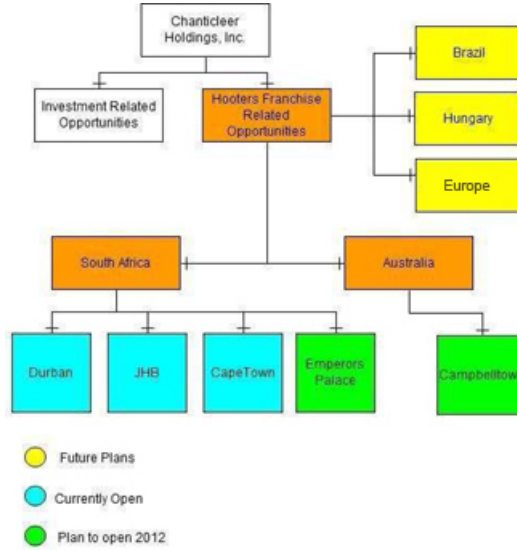 Chanticleer
Holdings, Inc.
Investment Related
Opportunities
Hooters Franchise
Related
Opportunities
Brazil
Hungary
Europe
South Africa
Australia
Durban
JHB
CapeTown
Emperors
Palace
Campbelltow
Future Plans
Currently Open
Plan to open 2012